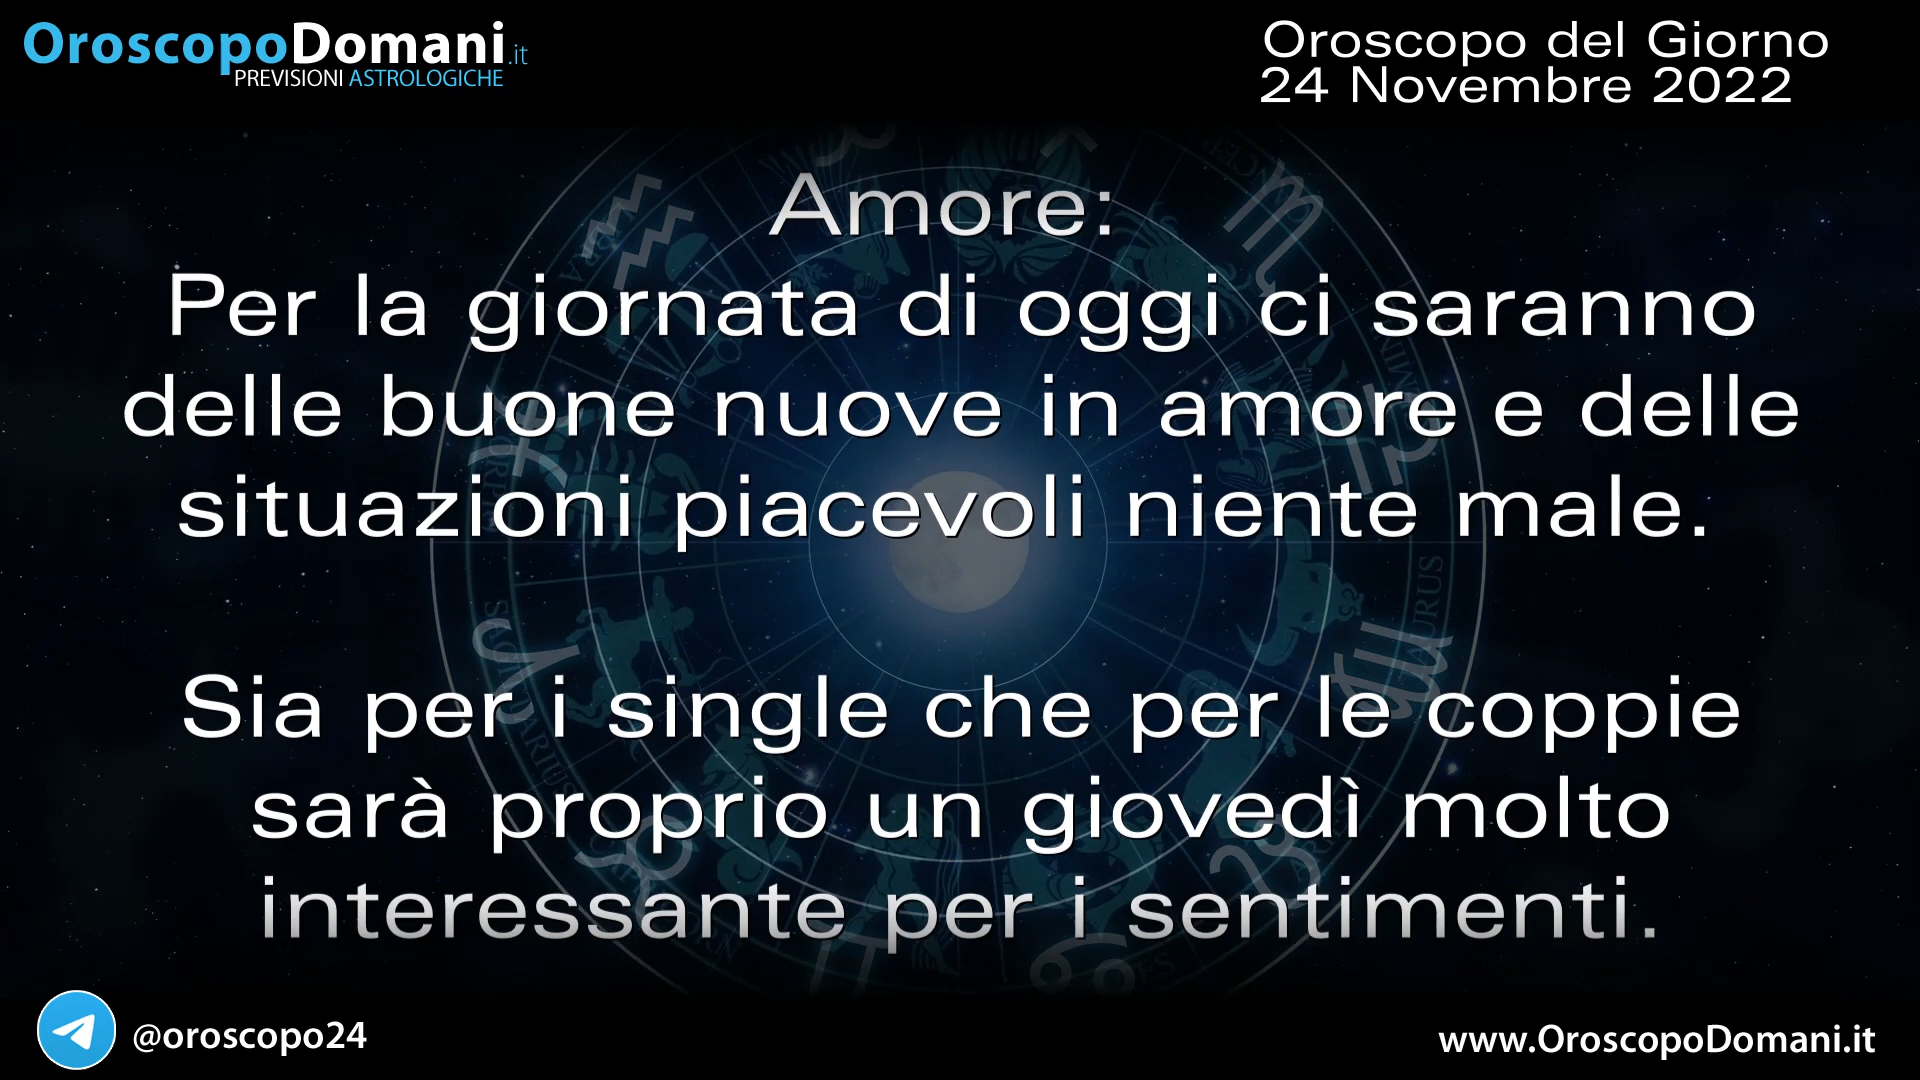 OroscopoDomani.it
PREVISIONI ASTROLOGICHE
Oroscopo del Giorno
24 Novembre 2022
Amore:
Per la giornata di oggi ci saranno
delle buone nuove in amore e delle
situazioni piacevoli niente male.
Sia per i single che per le coppie
sarà proprio un giovedì molto
interessante per i sentimenti.
@oroscopo24
www.OroscopoDomani.it